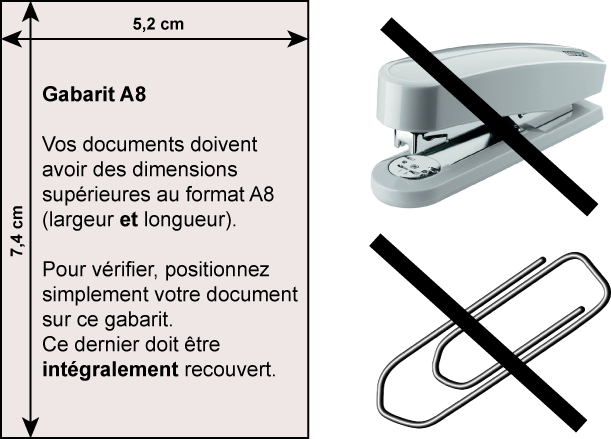 5,2 cm
7,4 cm
Gabarit A8
Vos documents doivent
avoir des dimensions
supérieures au format A8
(largeur et longueur).
Pour vérifier, positionnez
simplement votre document
sur ce gabarit.
Ce dernier doit être
intégralement recouvert.